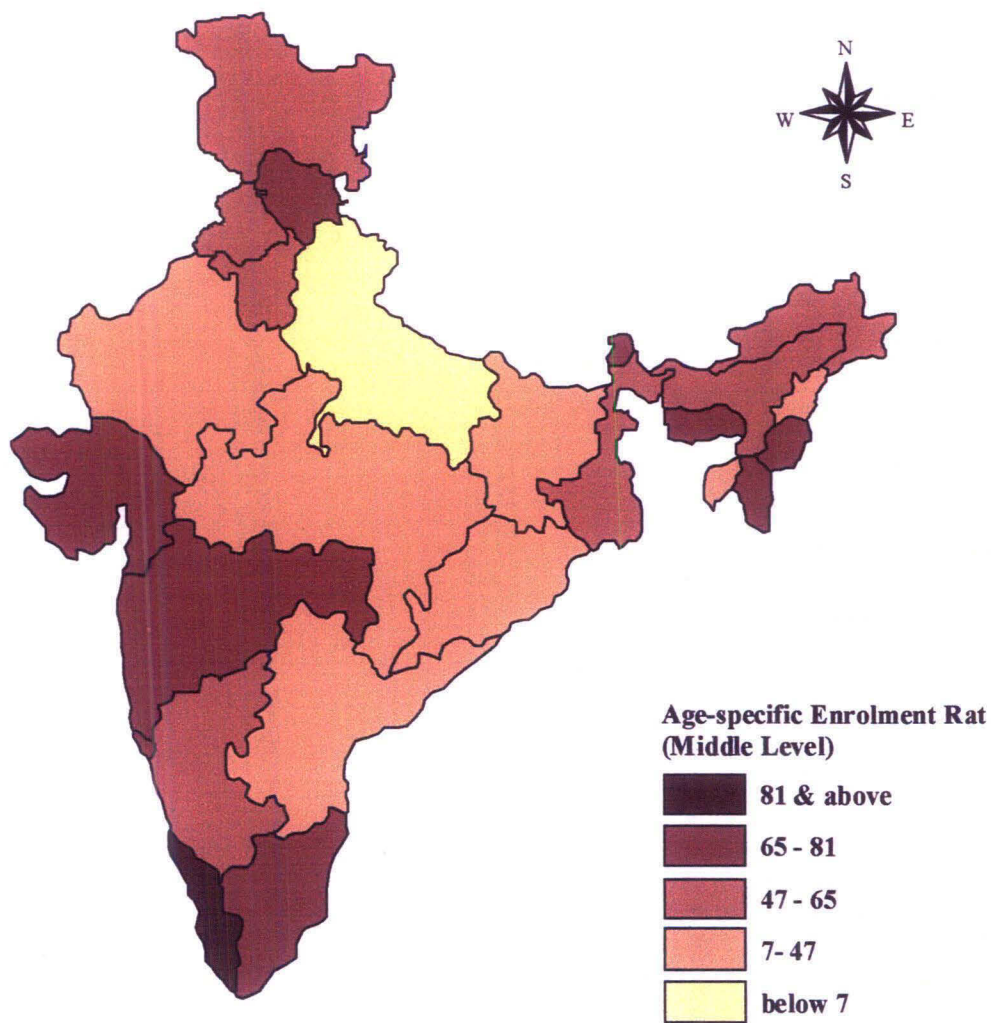 N
W E
S
Age-specific Enrolment Rat
(Middle Level)
81 & above
65 - 81
47 - 65
7- 47
below 7